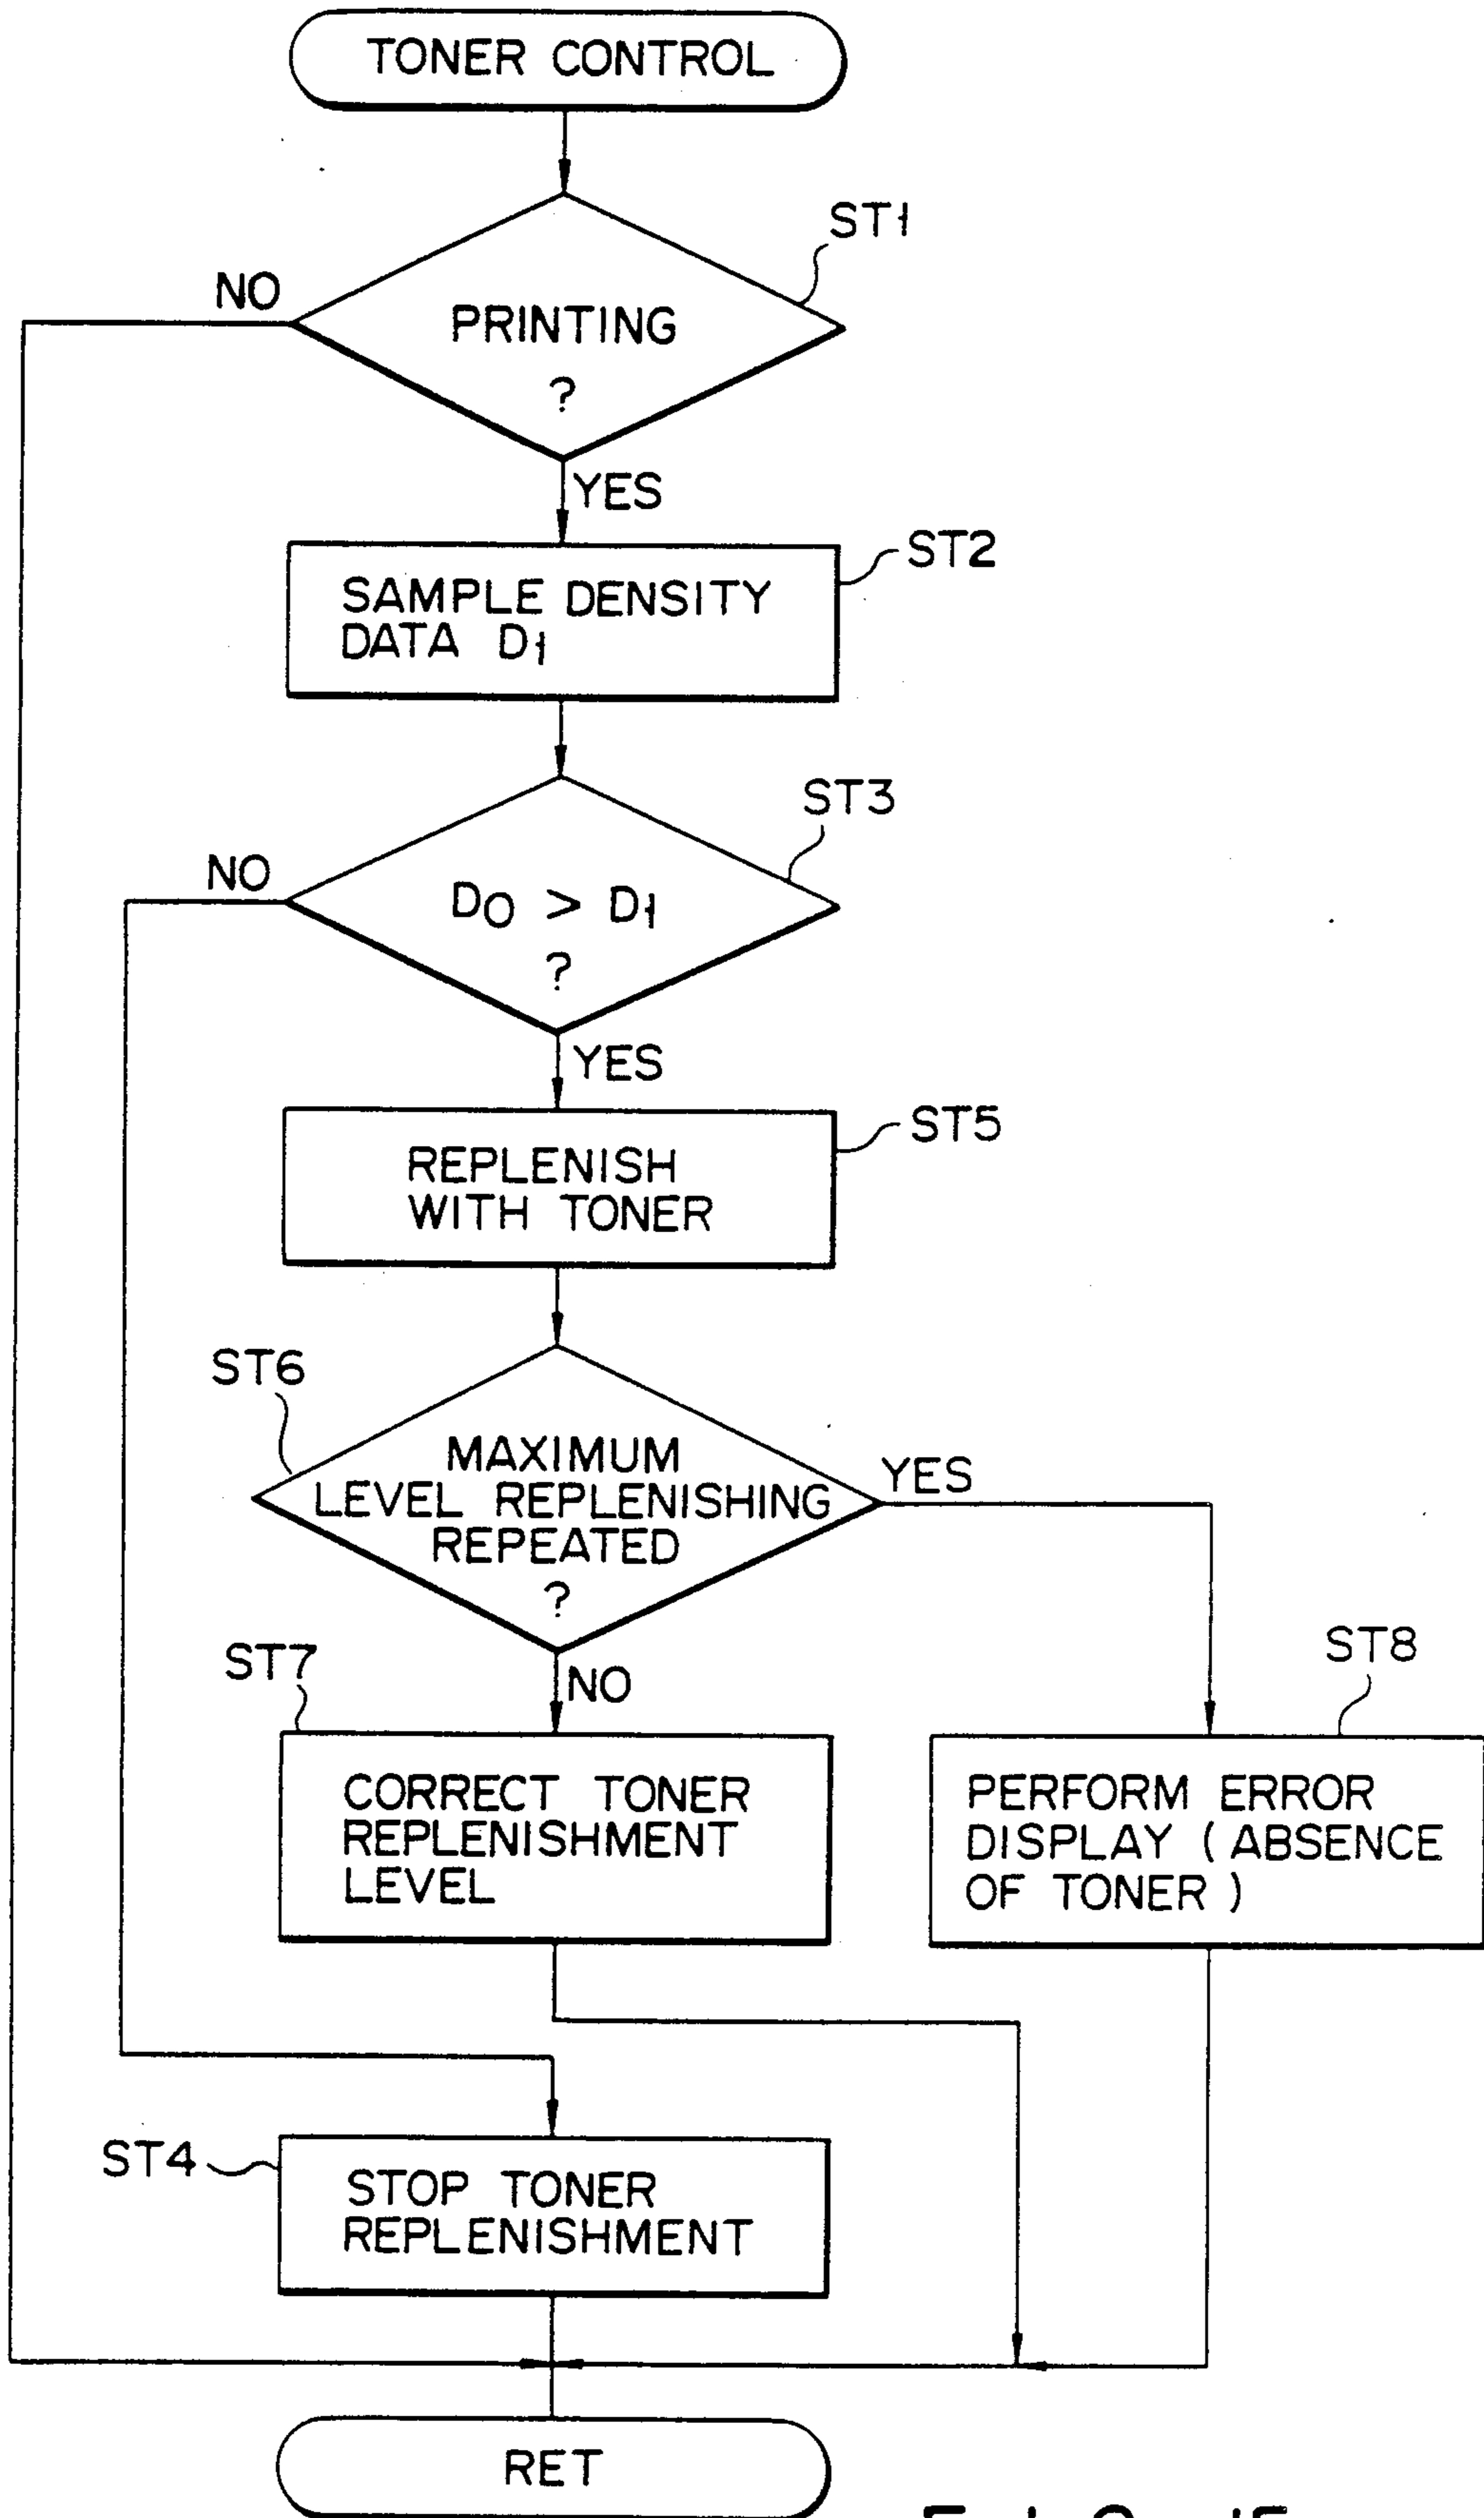 TONER CONTROL
ST1
NO
PRINTING
?
YES
ST2
SAMPLE DENSITY
DATA D1
ST3
NO
D0 > D1
?
YES
ST5
REPLENISH
WITH TONER
ST6
MAXIMUM
LEVEL REPLENISHING
REPEATED
?
YES
ST7
NO
ST8
CORRECT TONER
REPLENISHMENT
LEVEL
PERFORM ERROR
DISPLAY (ABSENCE
OF TONER)
ST4
STOP TONER
REPLENISHMENT
RET